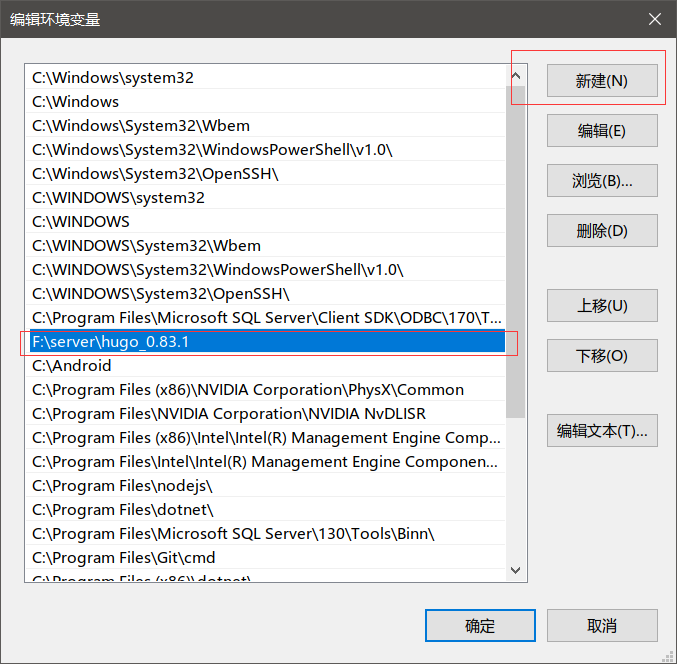 编辑环境变量
C:\Windows\system32
C:\Windows
C:\Windows\System32\Wbem
C:\Windows\System32\WindowsPowerShell\v1.0\
C:\Windows\System32\OpenSSH\
C:\WINDOWS\system32
C:\WINDOWS
C:\WINDOWS\System32\Wbem
C:\WINDOWS\System32\WindowsPowerShell\v1.0\
C:\WINDOWS\System32\OpenSSH\
C:\Program Files\Microsoft SQL Server\Client SDK\ODBC\170\T...
F:\server\hugo_0.83.1
C:\Android
C:\Program Files (x86)\NVIDIA Corporation\PhysX\Common
C:\Program Files\NVIDIA Corporation\NVIDIA NvDLISR
C:\Program Files (x86)\Intel\Intel(R) Management Engine Comp...
C:\Program Files\Intel\Intel(R) Management Engine Componen...
C:\Program Files\nodejs\
C:\Program Files\dotnet\
C:\Program Files\Microsoft SQL Server\130\Tools\Binn\
C:\Program Files\Git\cmd
C:\Program Files (x86)\dotnet\
新建(N)
编辑(E)
浏览(B)...
删除(D)
上移(U)
下移(O)
编辑文本(T)...
确定
取消